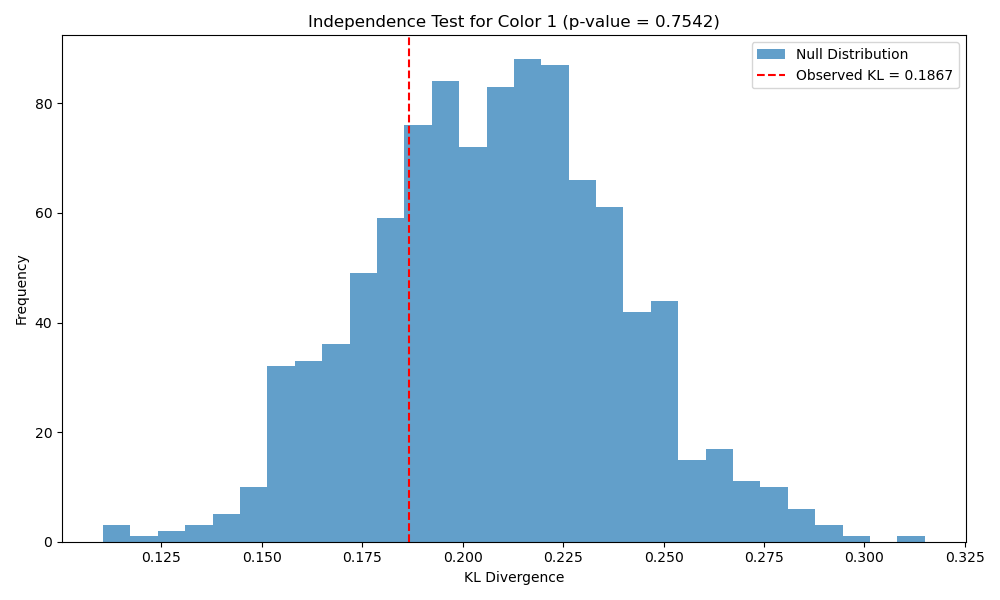 Independence Test for Color 1 (p-value = 0.7542)
Null Distribution
Observed KL = 0.1867
Frequency
80
60
40
20
0
0.125 0.150 0.175 0.200 0.225 0.250 0.275 0.300 0.325
KL Divergence